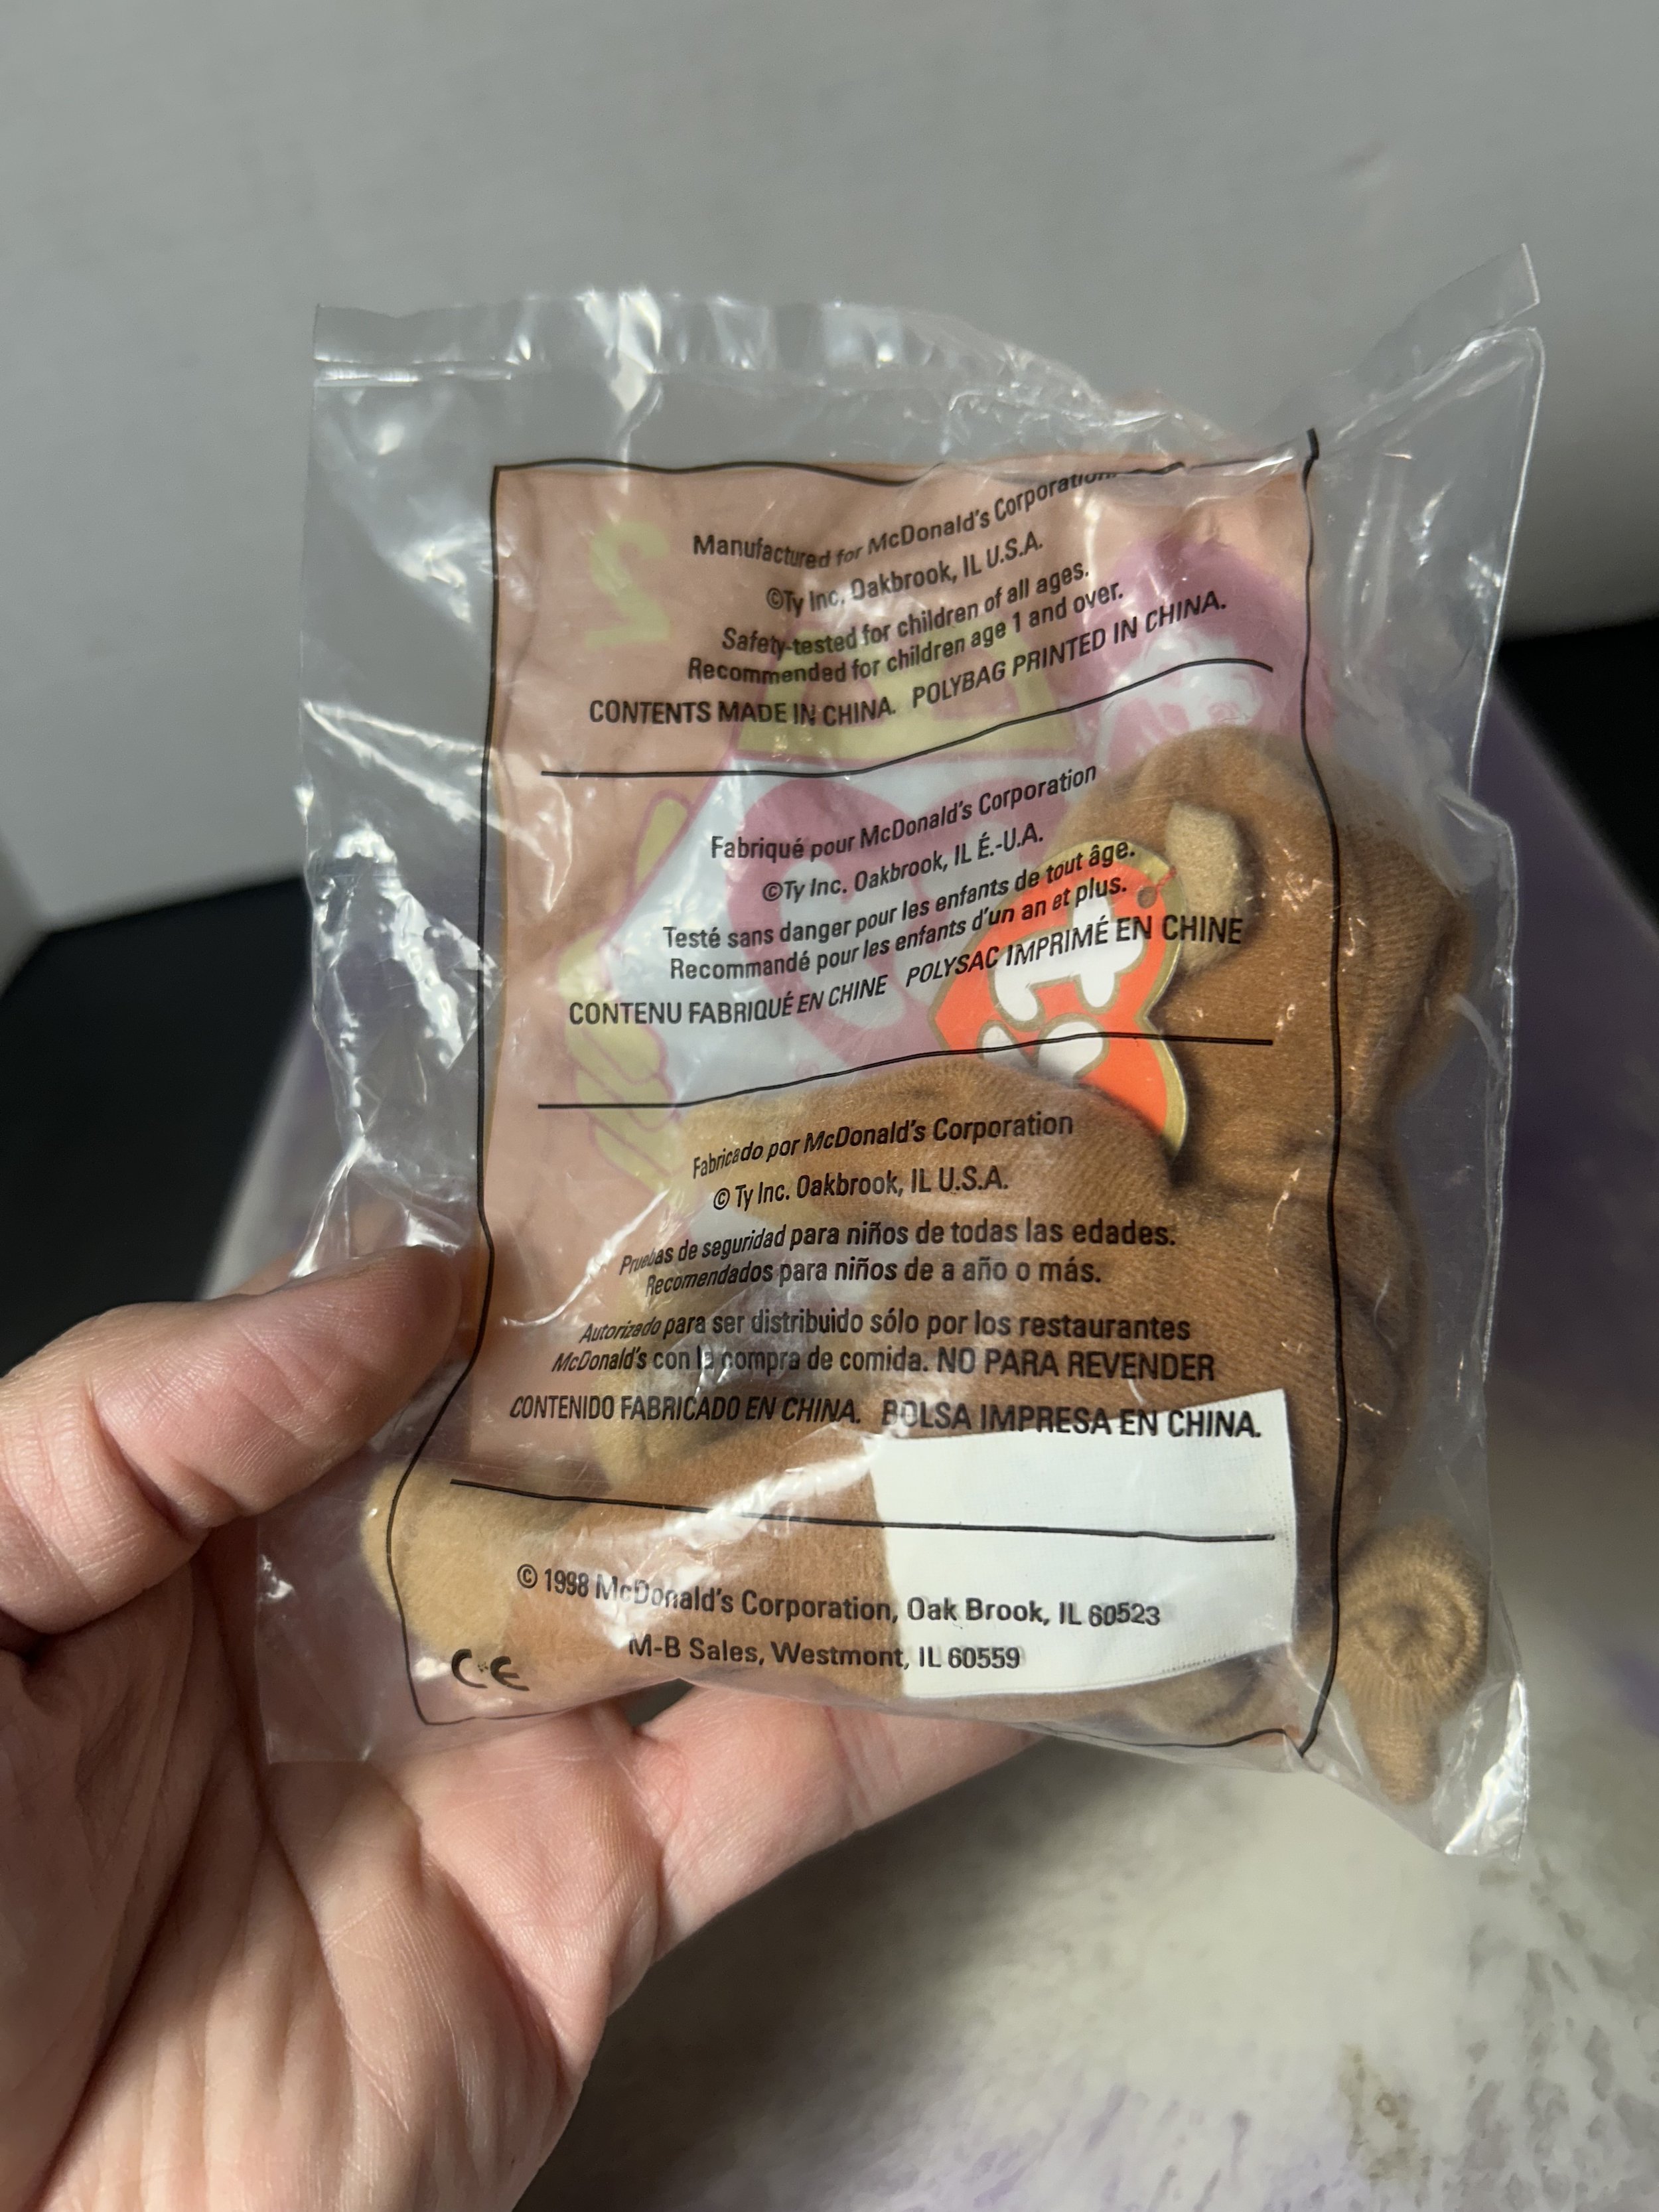 Manufactured for McDonald's Corporation.
©Ty Inc. Oakbrook, IL U.S.A.
Safety-tested for children of all ages.
Recommended for children age 1 and over.
CONTENTS MADE IN CHINA. POLYBAG PRINTED IN CHINA.
Fabriqué pour McDonald's Corporation
©Ty Inc. Oakbrook, IL É.-U.A.
Testé sans danger pour les enfants de tout âge.
Recommandé pour les enfants d'un an et plus.
CONTENU FABRIQUÉ EN CHINE POLYSAC IMPRIMÉ EN CHINE
Fabricado por McDonald's Corporation
© Ty Inc. Oakbrook, IL U.S.A.
Pruebas de seguridad para niños de todas las edades.
Recomendados para niños de a año o más.
Autorizado para ser distribuido sólo por los restaurantes
McDonald's con la compra de comida. NO PARA REVENDER
CONTENIDO FABRICADO EN CHINA. BOLSA IMPRESA EN CHINA.
© 1998 McDonald's Corporation, Oak Brook, IL 60523
M-B Sales, Westmont, IL 60559
CE